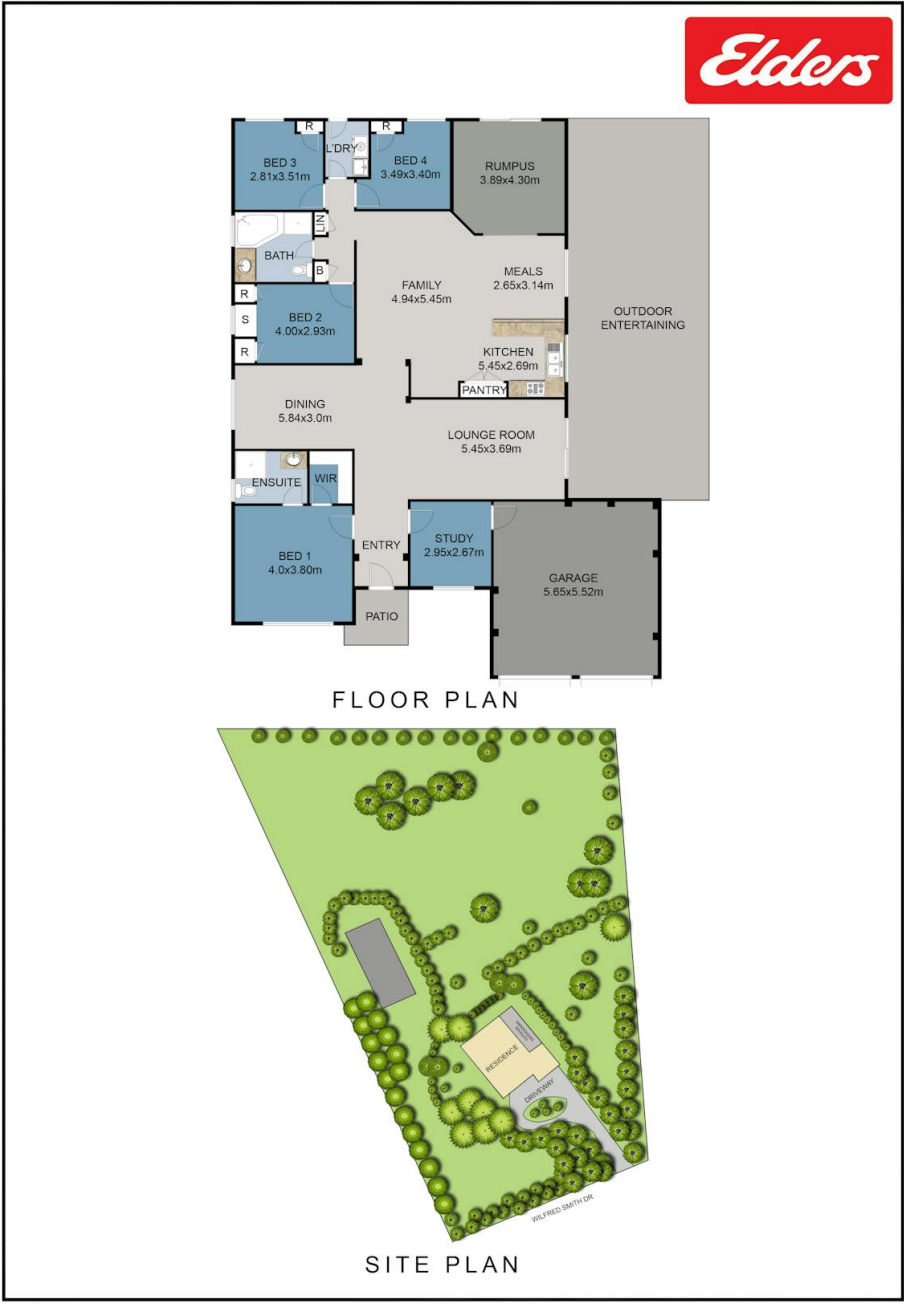 Elders
R
R
L'DRY
BED 3
2.81x3.51m
BED 4
3.49x3.40m
RUMPUS
3.89x4.30m
LIN
BATH
B
FAMILY
4.94x5.45m
MEALS
2.65x3.14m
OUTDOOR
ENTERTAINING
R
S
R
BED 2
4.00x2.93m
KITCHEN
5.45x2.69m
PANTRY
DINING
5.84x3.0m
LOUNGE ROOM
5.45x3.69m
ENSUITE
WIR
BED 1
4.0x3.80m
ENTRY
STUDY
2.95x2.67m
GARAGE
5.65x5.52m
PATIO
FLOOR PLAN
RESIDENCE
DRIVEWAY
WILFRED SMITH DR
SITE PLAN